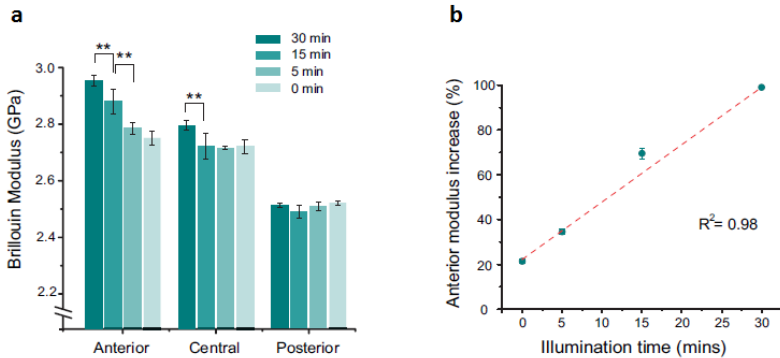 a
** ** **
30 min
15 min
5 min
0 min
Brillouin Modulus (GPa)
3.0
2.8
2.6
2.4
2.2
Anterior Central Posterior
b
Anterior modulus increase (%)
100
80
60
40
20
0
R²= 0.98
0 5 10 15 20 25 30
Illumination time (mins)